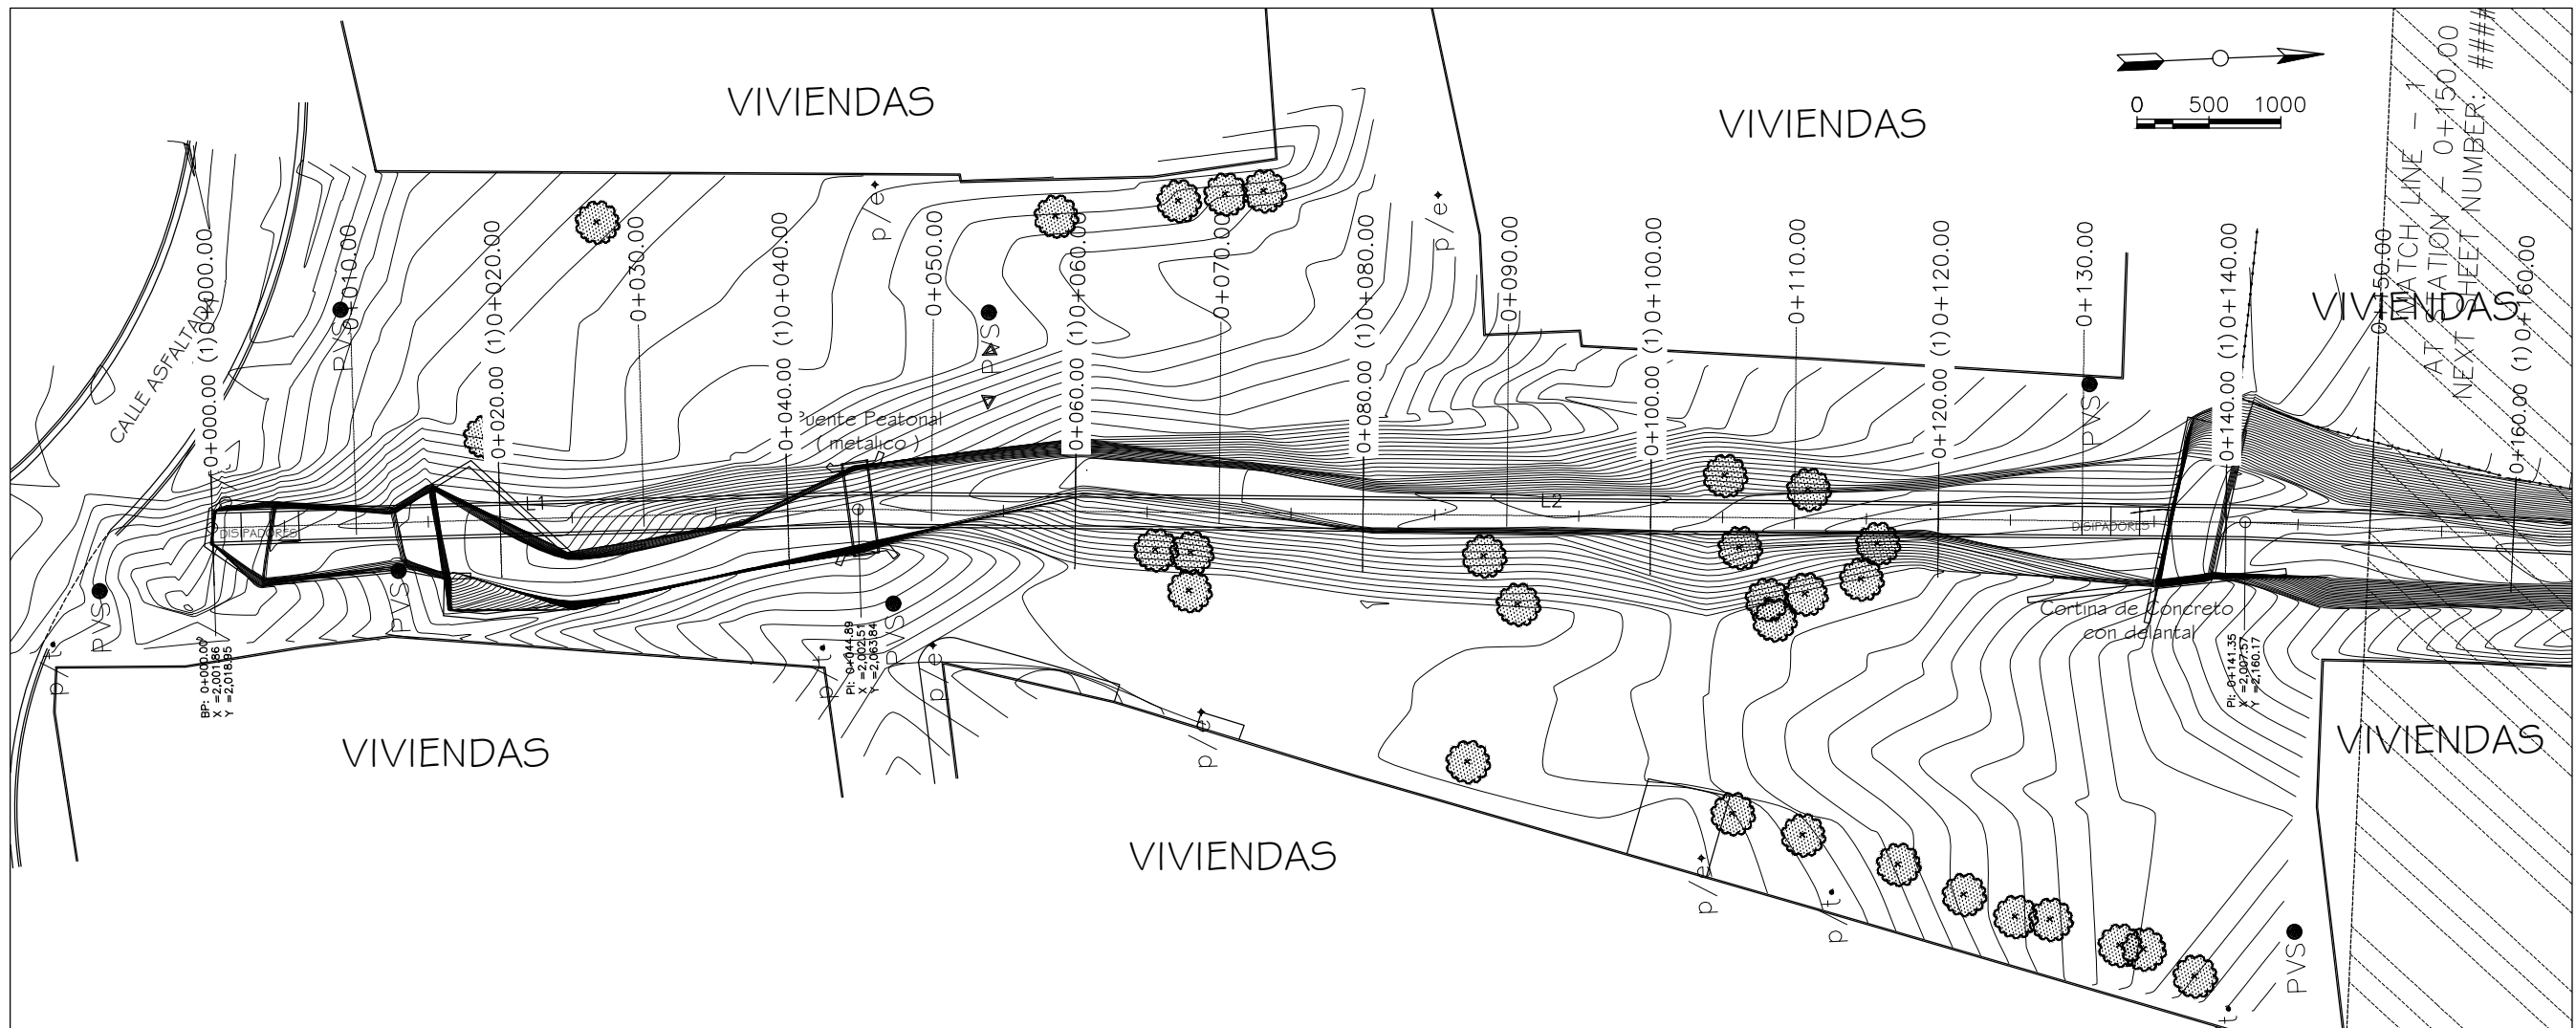 VIVIENDAS
VIVIENDAS
0 500 1000
MATCH LINE - 1
AT STATION - 0+150.00
NEXT SHEET NUMBER: ###
CALLE ASFALTADA
0+000.00 (1)
0+000.00
0+010.00
0+020.00 (1)
0+020.00
0+030.00
0+040.00 (1)
0+040.00
0+050.00
0+060.00 (1)
0+060.00
0+070.00
0+080.00 (1)
0+080.00
0+090.00
0+100.00 (1)
0+100.00
0+110.00
0+120.00 (1)
0+120.00
0+130.00
0+140.00 (1)
0+140.00
0+150.00
0+160.00 (1)
0+160.00
VIVIENDAS
p/e
p/e
PVS
PVS
PVS
Puente Peatonal
( metalico )
L1
L2
DISIPADORES
DISIPADORES
PVS
PVS
PVS
Cortina de Concreto
con delantal
p/t
p/t
p/e
BP: 0+000.00
X =2,001.86
Y =2,018.95
PI: 0+044.89
X =2,002.51
Y =2,063.84
PI: 0+141.35
X =2,007.57
Y =2,160.17
VIVIENDAS
p/e
VIVIENDAS
VIVIENDAS
p/e
p/t
PVS
t